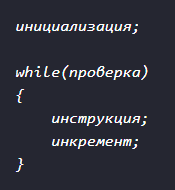 инициализация;
while(проверка)
{
инструкция;
инкремент;
}